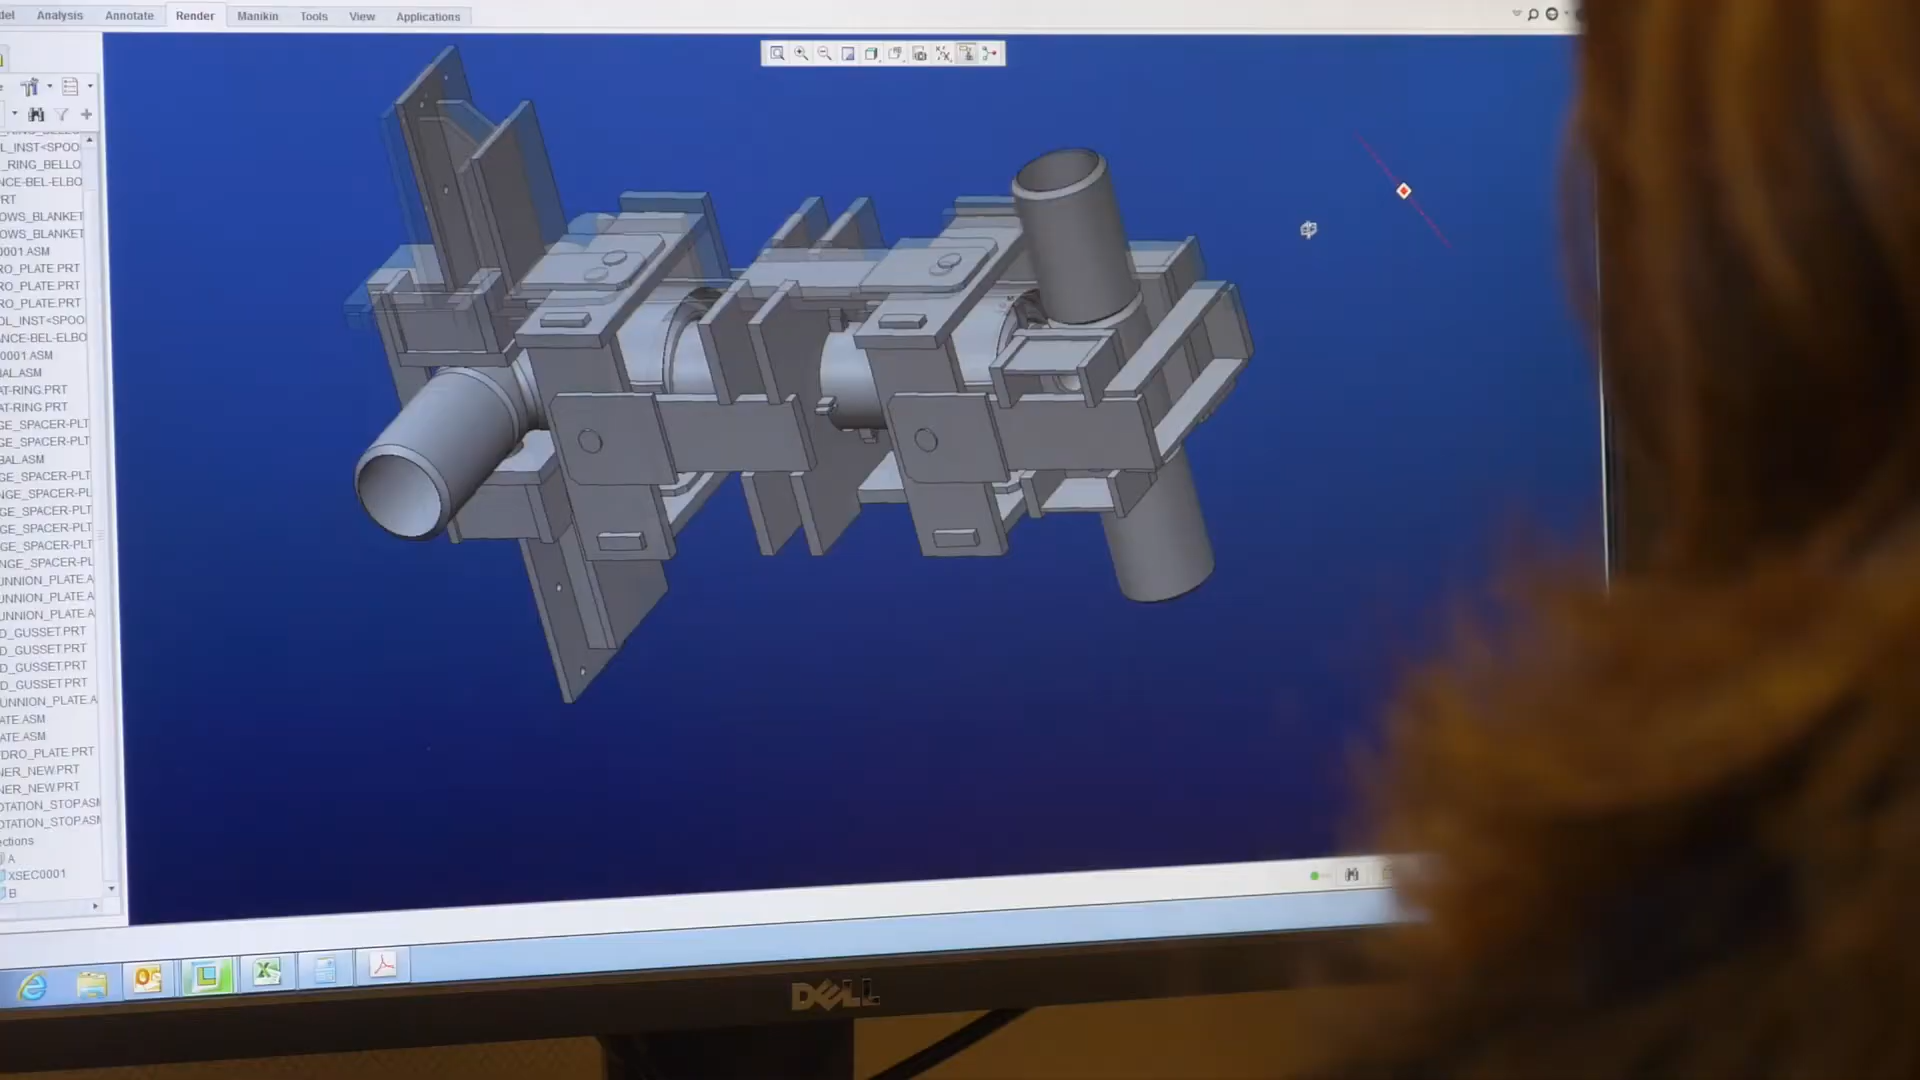 del Analysis Annotate Render Manikin Tools View Applications
L_INST<SPOO
_RING_BELLO
NCE-BEL-ELBO
PRT
OWS_BLANKET
OWS_BLANKET
0001.ASM
RO_PLATE.PRT
RO_PLATE.PRT
RO_PLATE.PRT
OL_INST<SPOO
ANCE-BEL-ELBO
0001.ASM
BAL.ASM
AT-RING.PRT
AT-RING.PRT
GE_SPACER-PLT
GE_SPACER-PLT
BAL.ASM
GE_SPACER-PLT
NGE_SPACER-PL
GE_SPACER-PLT
GE_SPACER-PLT
GE_SPACER-PLT
NGE_SPACER-PL
UNNION_PLATE.A
UNNION_PLATE.A
UNNION_PLATE.A
D_GUSSET.PRT
D_GUSSET.PRT
D_GUSSET.PRT
D_GUSSET.PRT
UNNION_PLATE.A
ATE.ASM
ATE.ASM
DRO_PLATE.PRT
NER_NEW.PRT
NER_NEW.PRT
OTATION_STOP.ASM
OTATION_STOP.ASM
ections
A
XSEC0001
B
DELL